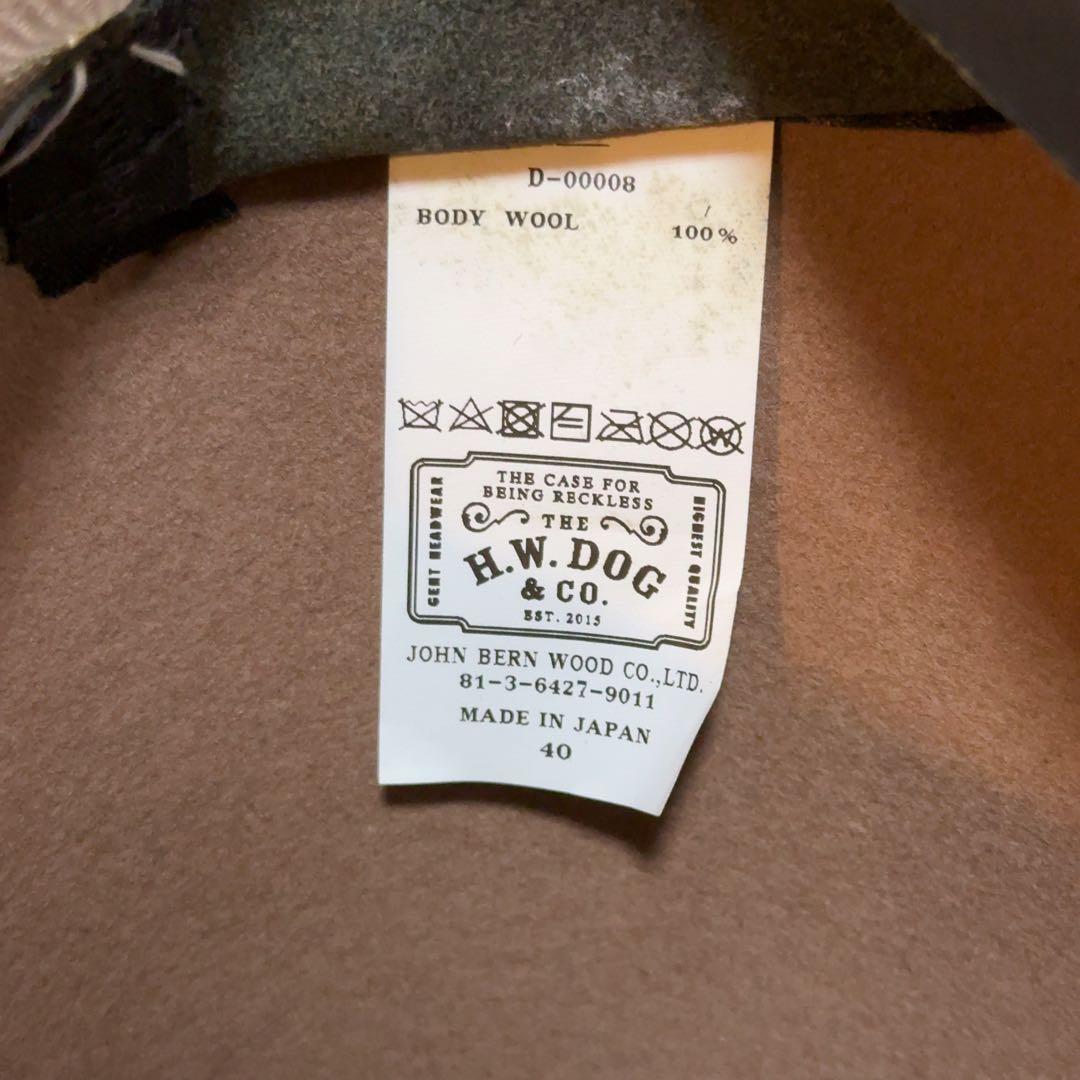 D-00008
BODY WOOL 100%
THE CASE FOR
BEING RECKLESS
GENT HEADWEAR
THE
H.W. DOG
& CO.
EST. 2015
HIGHEST QUALITY
JOHN BERN WOOD CO.,LTD.
81-3-6427-9011
MADE IN JAPAN
40